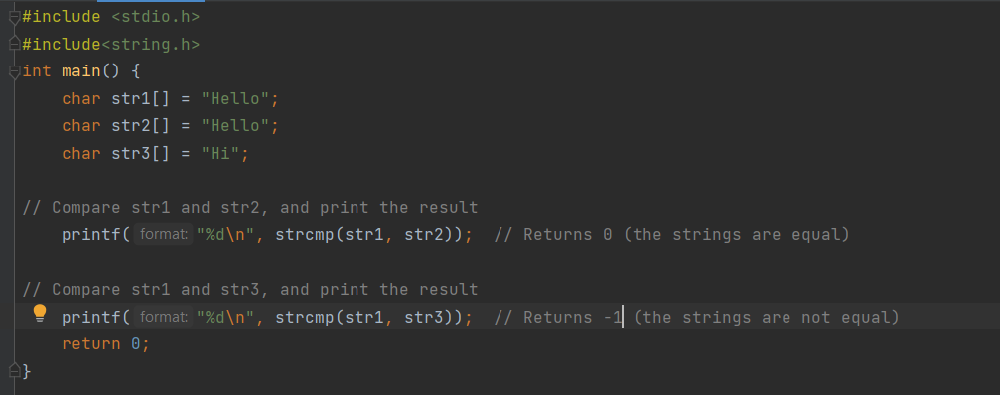 #include <stdio.h>
#include<string.h>
int main() {
    char str1[] = "Hello";
    char str2[] = "Hello";
    char str3[] = "Hi";
// Compare str1 and str2, and print the result
    printf( format: "%d\n", strcmp(str1, str2));  // Returns 0 (the strings are equal)
// Compare str1 and str3, and print the result
    printf( format: "%d\n", strcmp(str1, str3));  // Returns -1 (the strings are not equal)
    return 0;
}